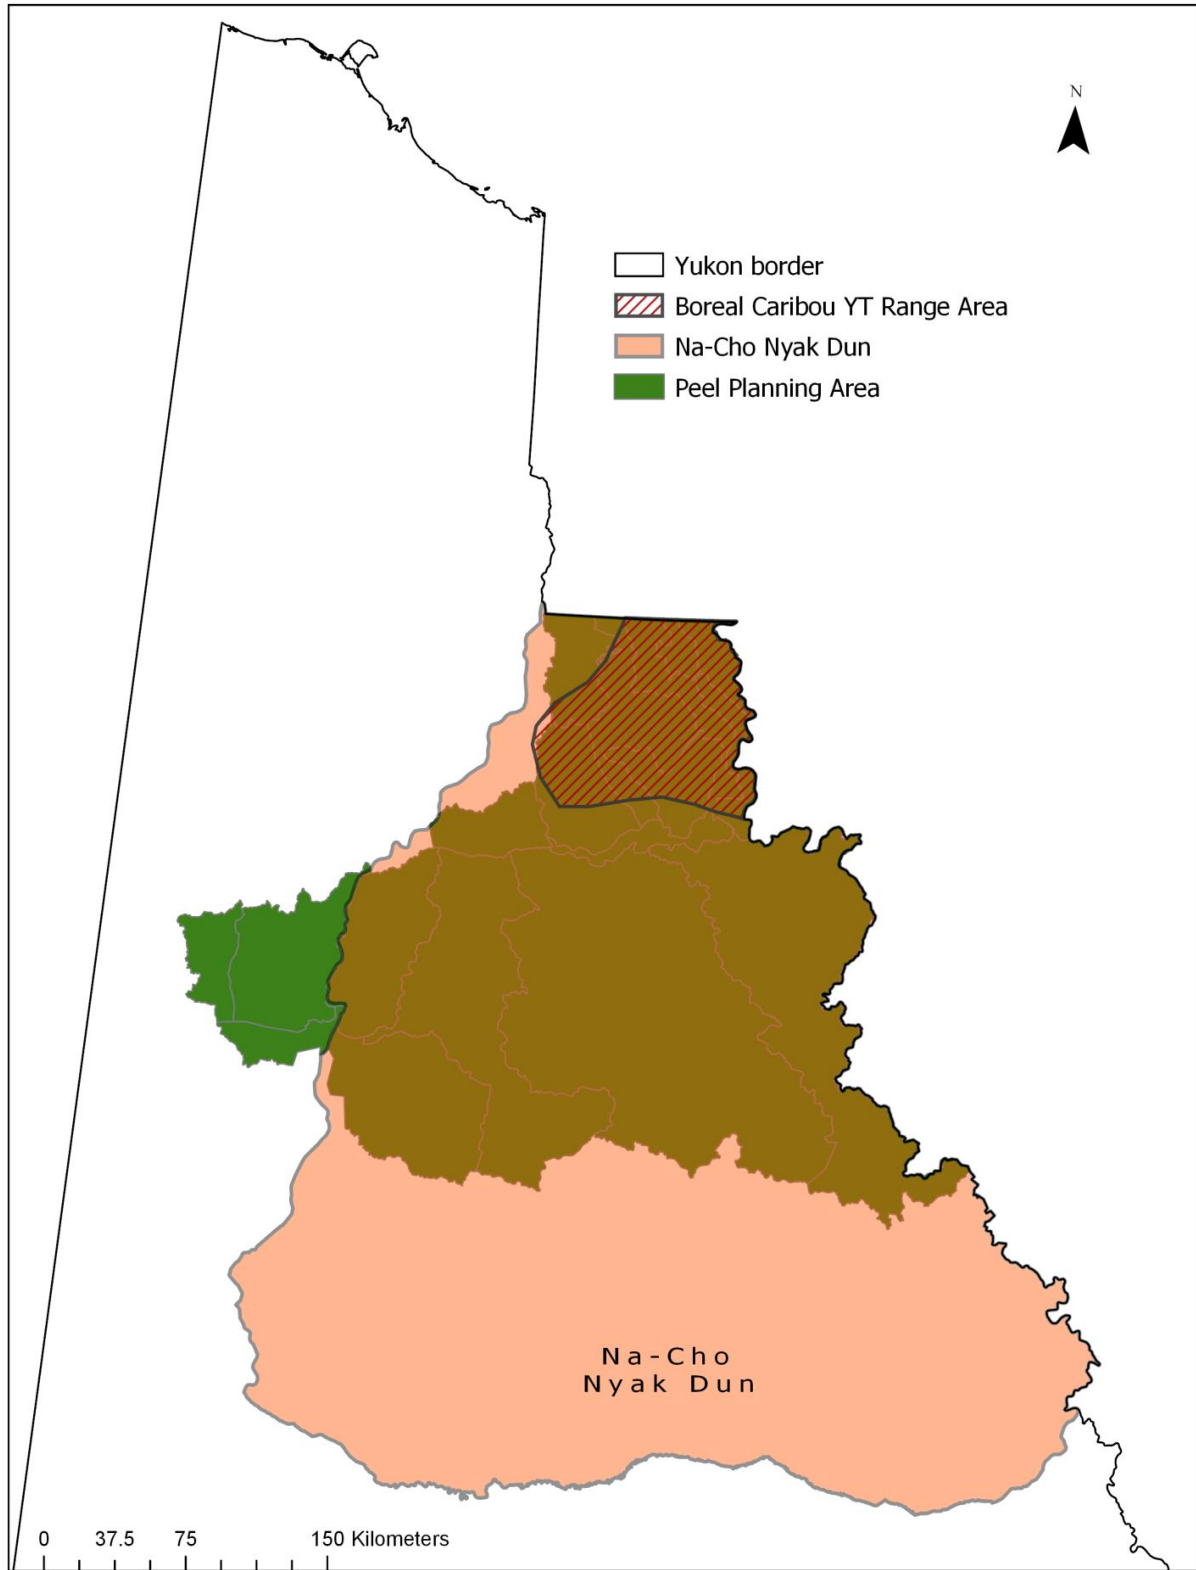 N
Yukon border
Boreal Caribou YT Range Area
Na-Cho Nyak Dun
Peel Planning Area
Na-Cho
Nyak Dun
0 37.5 75 150 Kilometers